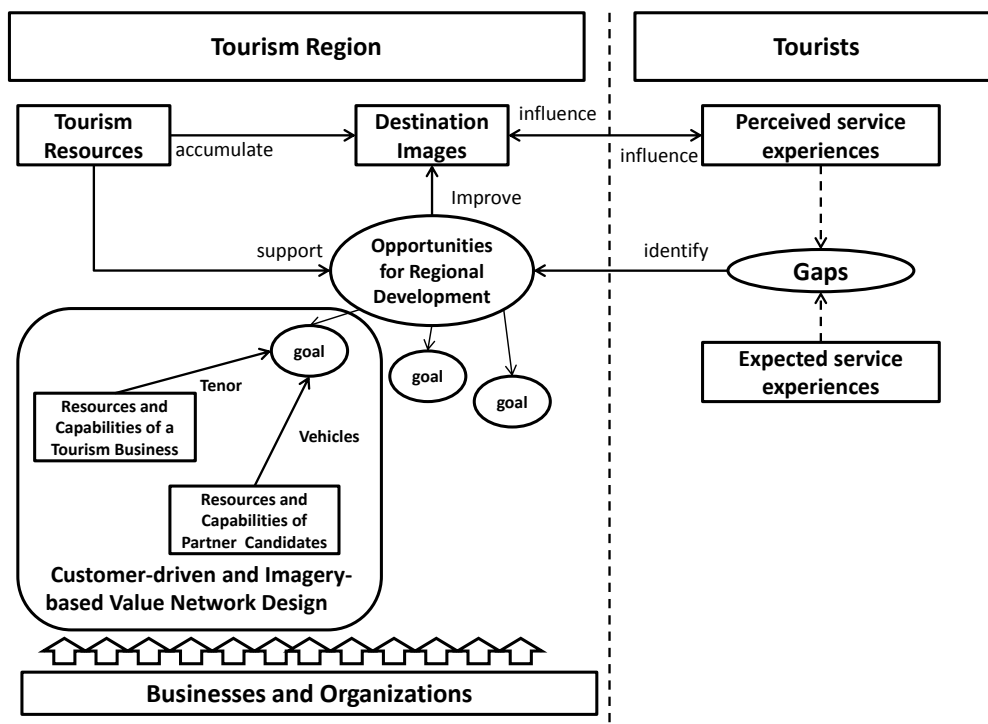 Tourism Region
Tourists
Tourism
Resources
accumulate
Destination
Images
influence
influence
Perceived service
experiences
Improve
support
Opportunities
for Regional
Development
identify
Gaps
goal
goal
goal
Expected service
experiences
Tenor
Resources and
Capabilities of a
Tourism Business
Vehicles
Resources and
Capabilities of
Partner Candidates
Customer-driven and Imagery-
based Value Network Design
Businesses and Organizations